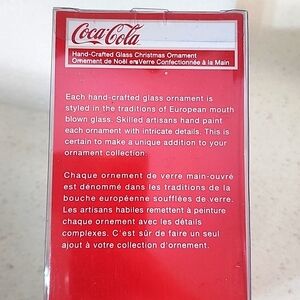 Coca-Cola
Hand-Crafted Glass Christmas Ornament
Ornement de Noël enVerre Confectionnée à la Main
Each hand-crafted glass ornament is
styled in the traditions of European mouth
blown glass. Skilled artisans hand paint
each ornament with intricate details. This is
certain to make a unique addition to your
ornament collection.
Chaque ornement de verre main-ouvré
est dénommé dans les traditions de la
bouche européenne soufflées de verre.
Les artisans habiles remettent à peinture
chaque ornement avec les détails
complexes. C'est sûr de faire un seul
ajout à votre collection d'ornement.